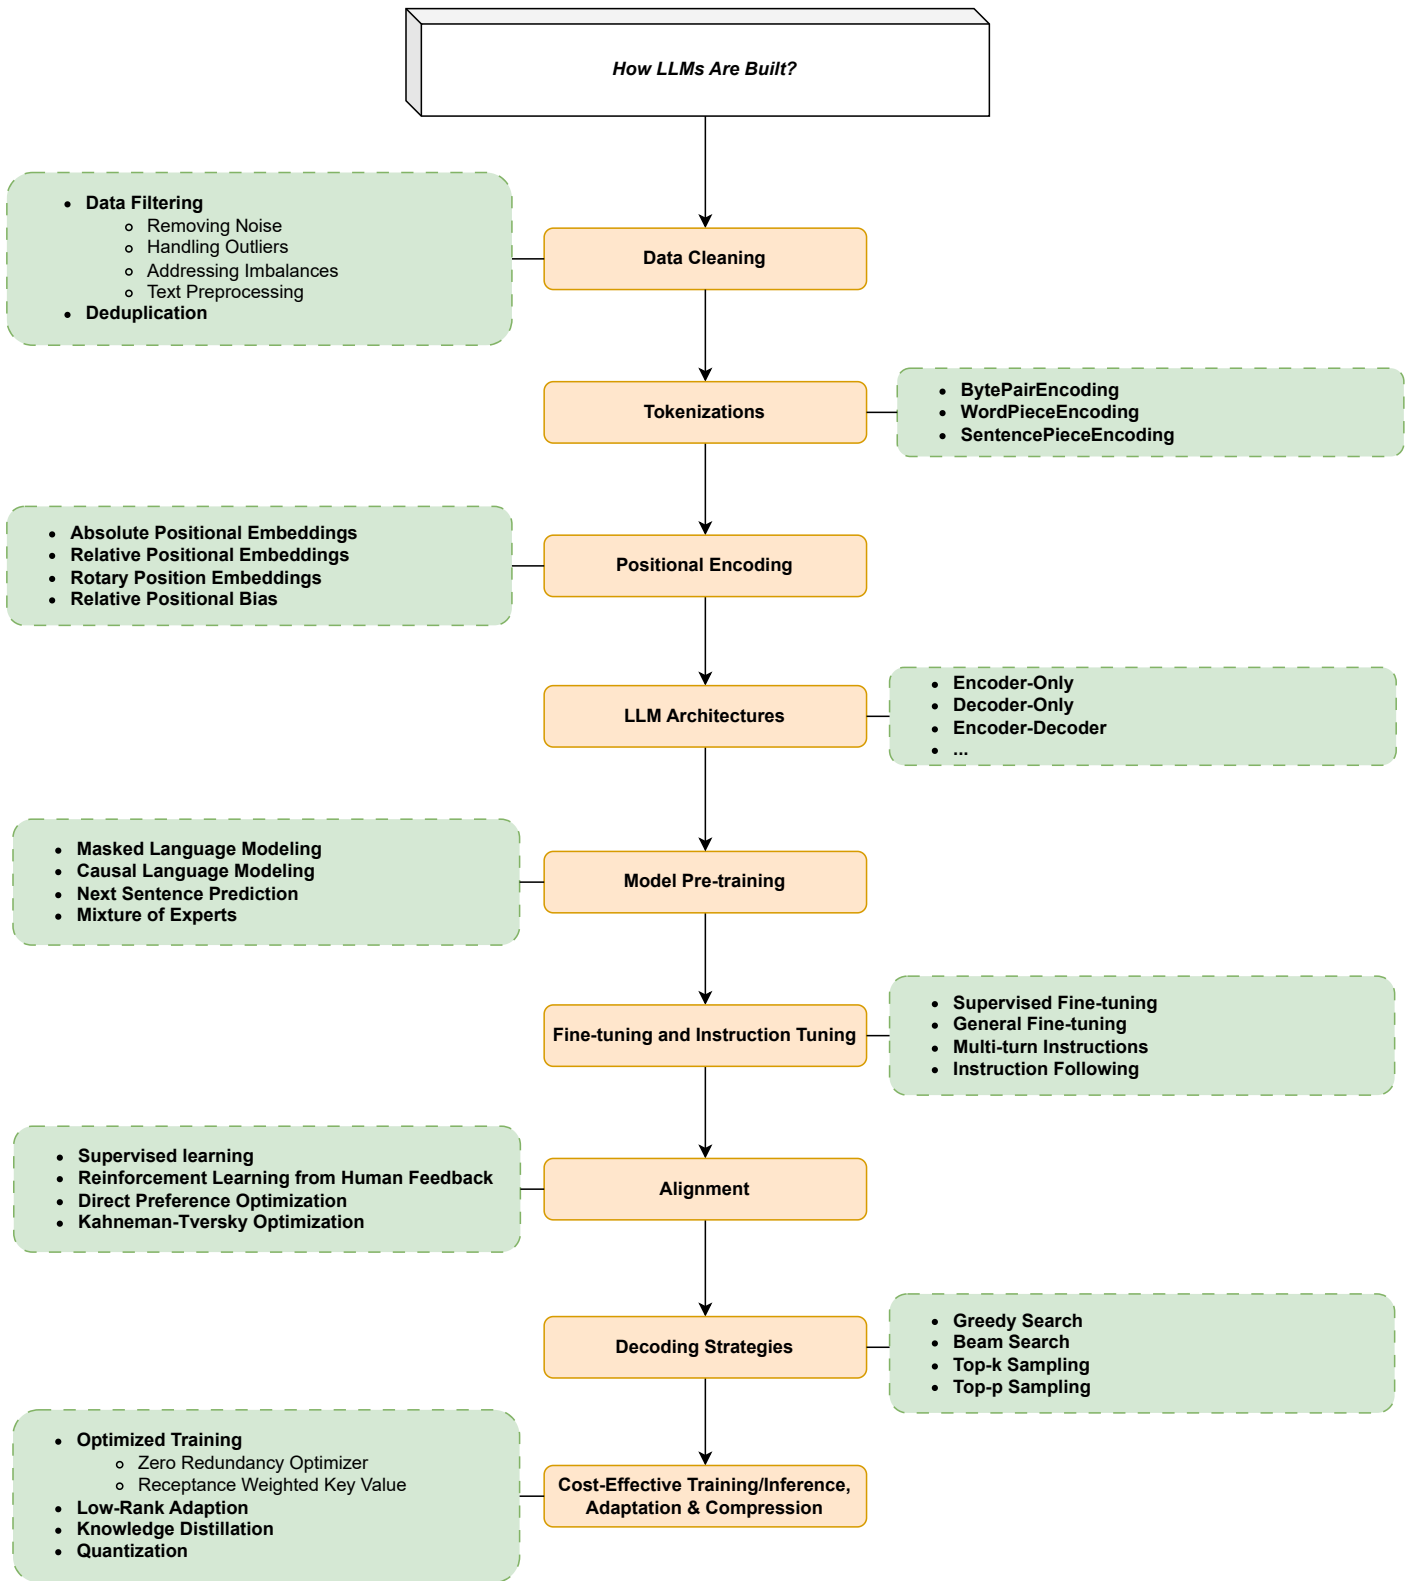 How LLMs Are Built?
Data Filtering
Removing Noise
Handling Outliers
Addressing Imbalances
Text Preprocessing
Deduplication
Data Cleaning
Tokenizations
BytePairEncoding
WordPieceEncoding
SentencePieceEncoding
Absolute Positional Embeddings
Relative Positional Embeddings
Rotary Position Embeddings
Relative Positional Bias
Positional Encoding
LLM Architectures
Encoder-Only
Decoder-Only
Encoder-Decoder
...
Masked Language Modeling
Causal Language Modeling
Next Sentence Prediction
Mixture of Experts
Model Pre-training
Fine-tuning and Instruction Tuning
Supervised Fine-tuning
General Fine-tuning
Multi-turn Instructions
Instruction Following
Supervised learning
Reinforcement Learning from Human Feedback
Direct Preference Optimization
Kahneman-Tversky Optimization
Alignment
Decoding Strategies
Greedy Search
Beam Search
Top-k Sampling
Top-p Sampling
Optimized Training
Zero Redundancy Optimizer
Receptance Weighted Key Value
Low-Rank Adaption
Knowledge Distillation
Quantization
Cost-Effective Training/Inference,
Adaptation & Compression